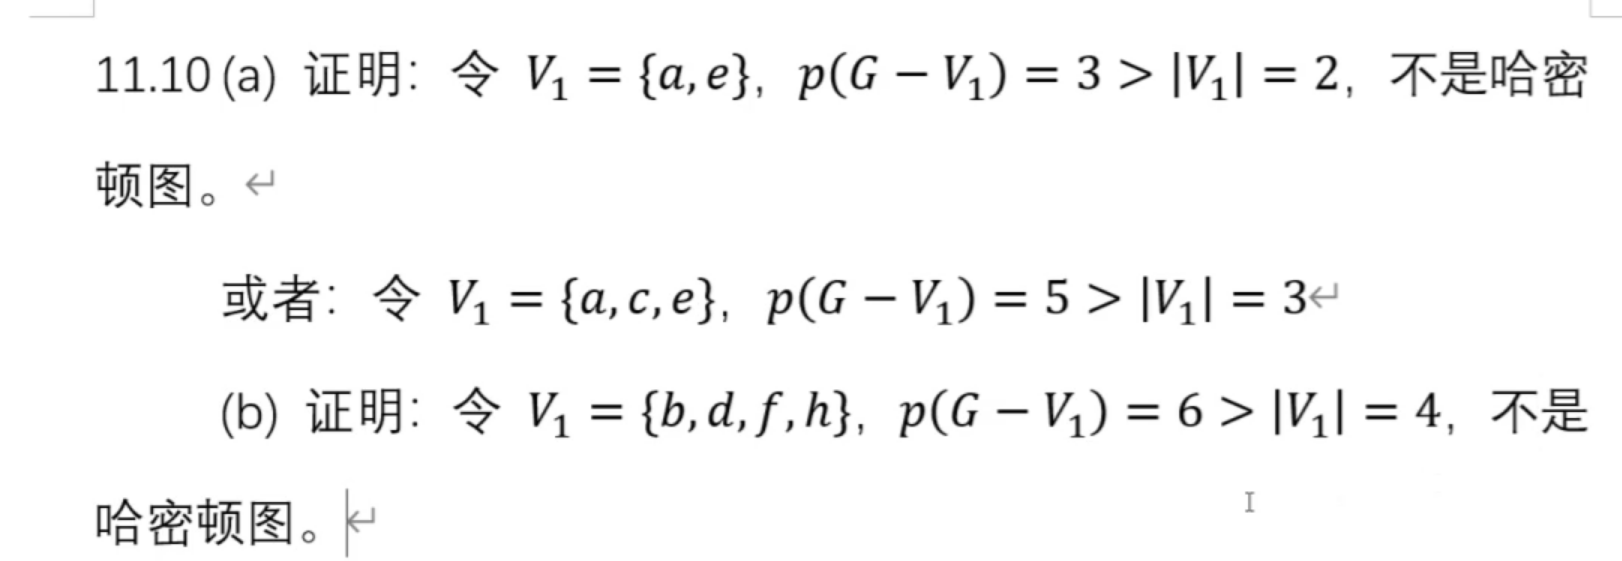 11.10 (a) 证明：令 V₁ = {a, e}，p(G − V₁) = 3 > |V₁| = 2，不是哈密
顿图。↵
或者：令 V₁ = {a, c, e}，p(G − V₁) = 5 > |V₁| = 3↵
(b) 证明：令 V₁ = {b, d, f, h}，p(G − V₁) = 6 > |V₁| = 4，不是
哈密顿图。↵